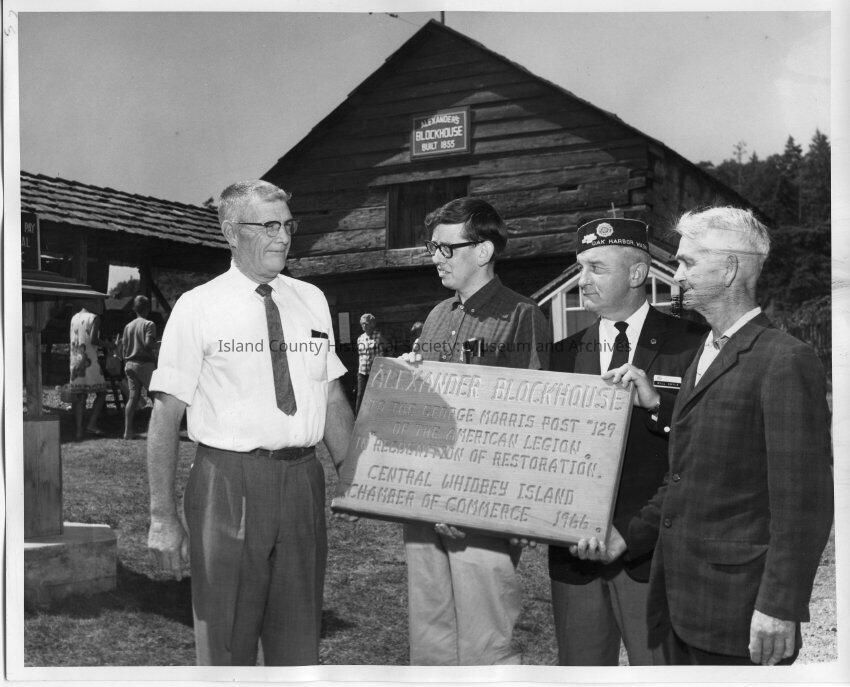 ALEXANDER'S
BLOCKHOUSE
BUILT 1855
PAY
OAK HARBOR, WASH
Island County Historical Society, Museum and Archives
ALEXANDER BLOCKHOUSE
TO THE GEORGE MORRIS POST #129
OF THE AMERICAN LEGION.
IN RECOGNITION OF RESTORATION.
CENTRAL WHIDBEY ISLAND
CHAMBER OF COMMERCE 1966.